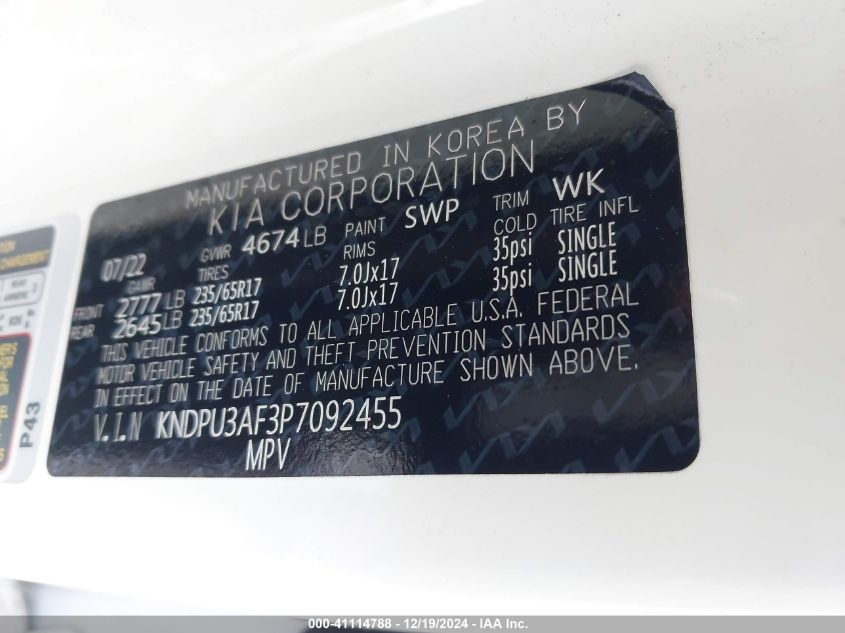 MANUFACTURED IN KOREA BY
KIA CORPORATION
07/22 GVWR 4674 LB PAINT SWP TRIM WK
GAWR TIRES RIMS COLD TIRE INFL
FRONT 2777 LB 235/65R17 7.0Jx17 35psi SINGLE
REAR 2645 LB 235/65R17 7.0Jx17 35psi SINGLE
THIS VEHICLE CONFORMS TO ALL APPLICABLE U.S.A. FEDERAL
MOTOR VEHICLE SAFETY AND THEFT PREVENTION STANDARDS
IN EFFECT ON THE DATE OF MANUFACTURE SHOWN ABOVE.
V.I.N KNDPU3AF3P7092455
MPV
P43
000-41114788 - 12/19/2024 - IAA Inc.